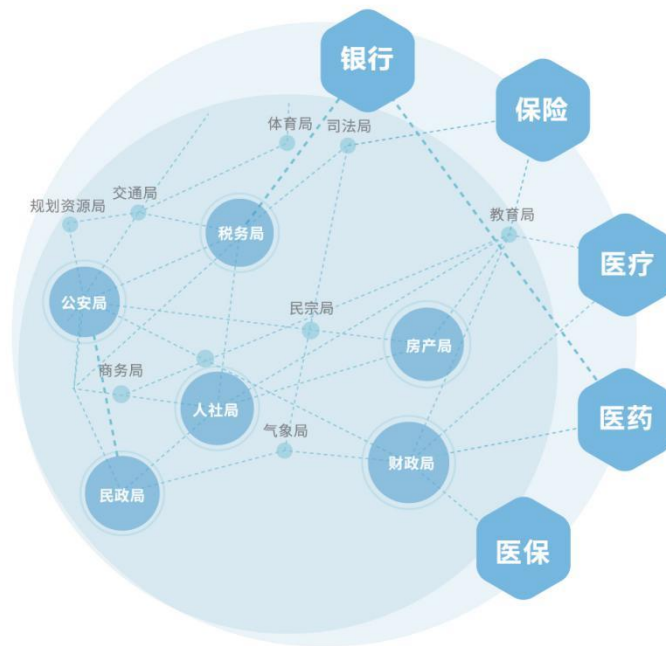 银行
保险
体育局
司法局
交通局
规划资源局
税务局
教育局
医疗
公安局
民宗局
房产局
商务局
人社局
医药
气象局
财政局
民政局
医保